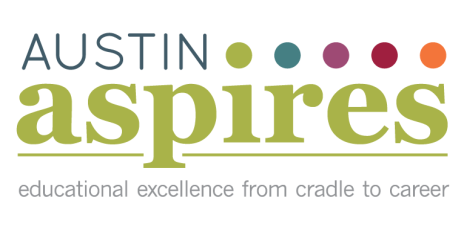 AUSTIN
aspires
educational excellence from cradle to career